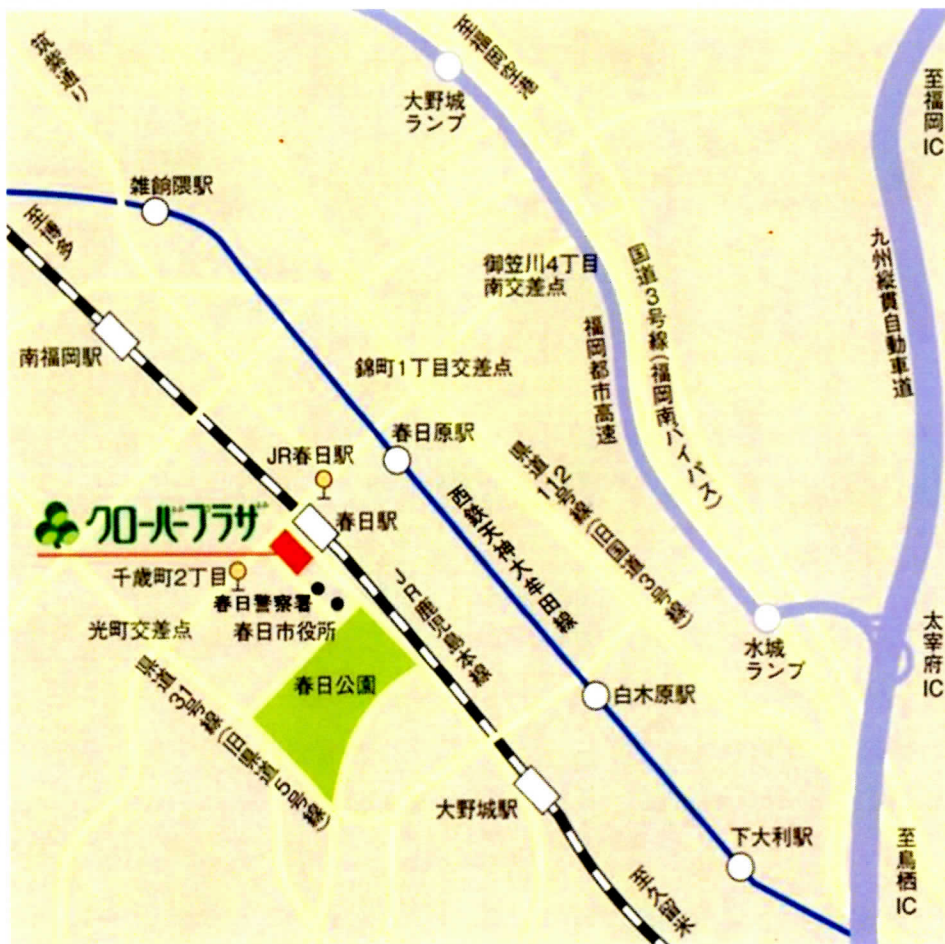 筑紫通り
至福岡空港
至福岡IC
大野城
ランプ
雑餉隈駅
至博多
御笠川4丁目
南交差点
国道3号線(福岡南バイパス)
九州縦貫自動車道
福岡都市高速
南福岡駅
錦町1丁目交差点
春日原駅
JR春日駅
県道112号線(旧国道3号線)
西鉄天神大牟田線
クローバープラザ
春日駅
千歳町2丁目
春日警察署
JR鹿児島本線
光町交差点
春日市役所
春日公園
県道31号線(旧県道5号線)
水城
ランプ
太宰府IC
白木原駅
大野城駅
下大利駅
至久留米
至鳥栖IC